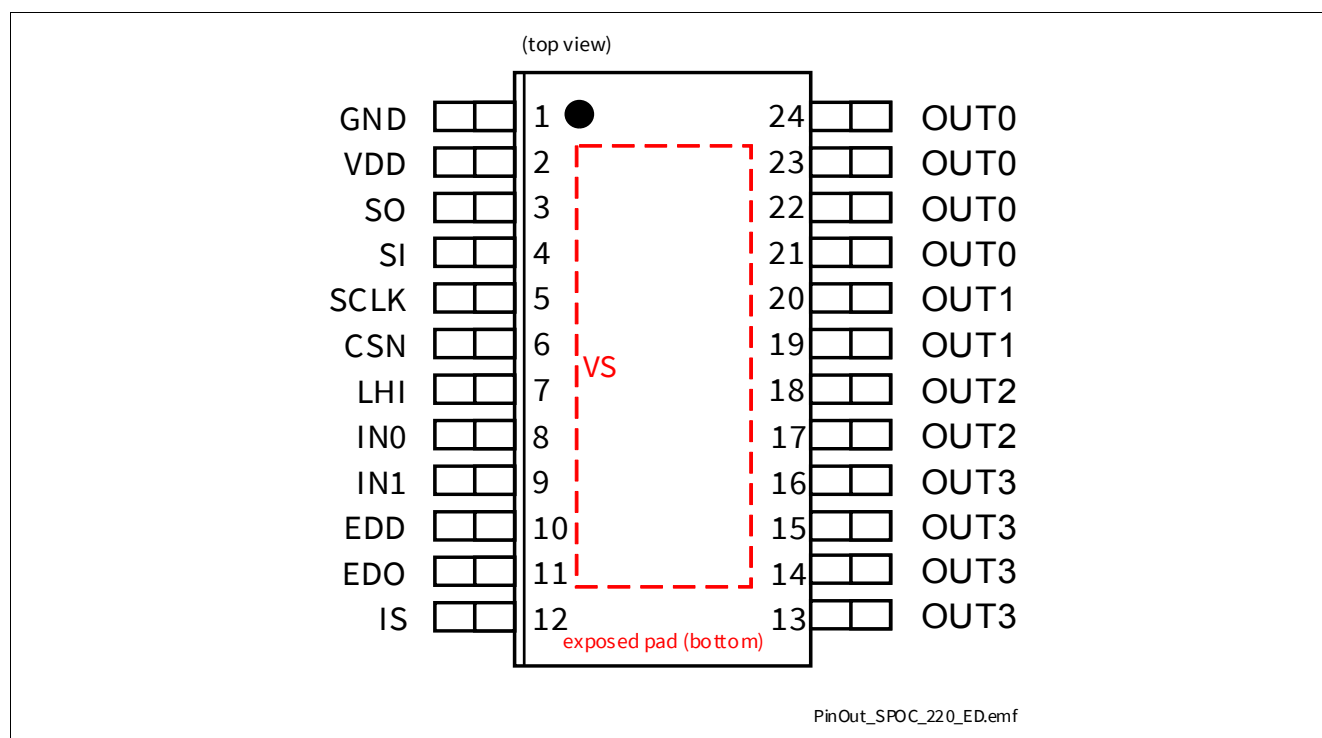 (top view)
GND 1 24 OUT0
VDD 2 23 OUT0
SO 3 22 OUT0
SI 4 21 OUT0
SCLK 5 20 OUT1
CSN 6 19 OUT1
VS
LHI 7 18 OUT2
IN0 8 17 OUT2
IN1 9 16 OUT3
EDD 10 15 OUT3
EDO 11 14 OUT3
IS 12 13 OUT3
exposed pad (bottom)
PinOut_SPOC_220_ED.emf